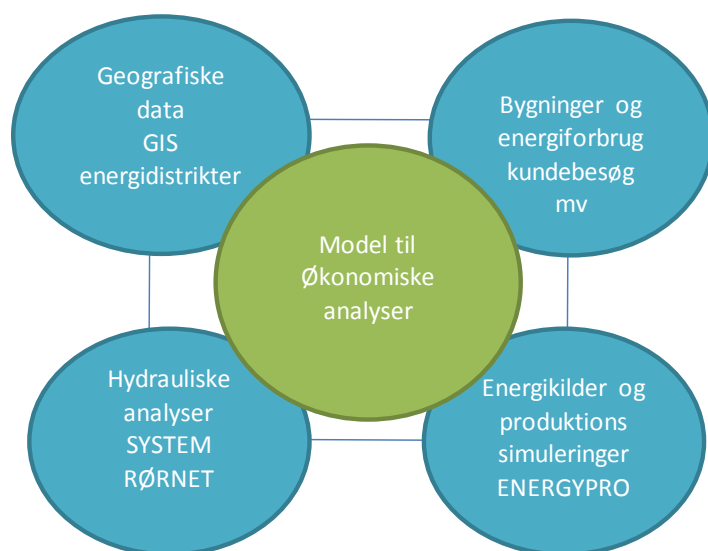 Geografiske
data
GIS
energidistrikter
Bygninger og
energiforbrug
kundebesøg
mv
Model til
Økonomiske
analyser
Hydrauliske
analyser
SYSTEM
RØRNET
Energikilder og
produktions
simuleringer
ENERGYPRO